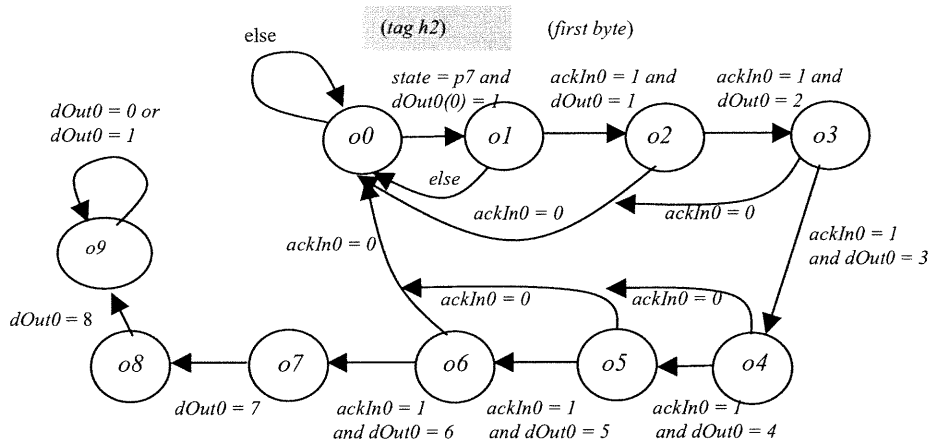 (tag h2)
(first byte)
else
state = p7 and
dOut0(0) = 1
ackIn0 = 1 and
dOut0 = 1
ackIn0 = 1 and
dOut0 = 2
dOut0 = 0 or
dOut0 = 1
o0
o1
o2
o3
else
ackIn0 = 0
ackIn0 = 0
ackIn0 = 0
ackIn0 = 1
and dOut0 = 3
o9
ackIn0 = 0
ackIn0 = 0
dOut0 = 8
o8
o7
o6
o5
o4
dOut0 = 7
ackIn0 = 1
and dOut0 = 6
ackIn0 = 1
and dOut0 = 5
ackIn0 = 1
and dOut0 = 4